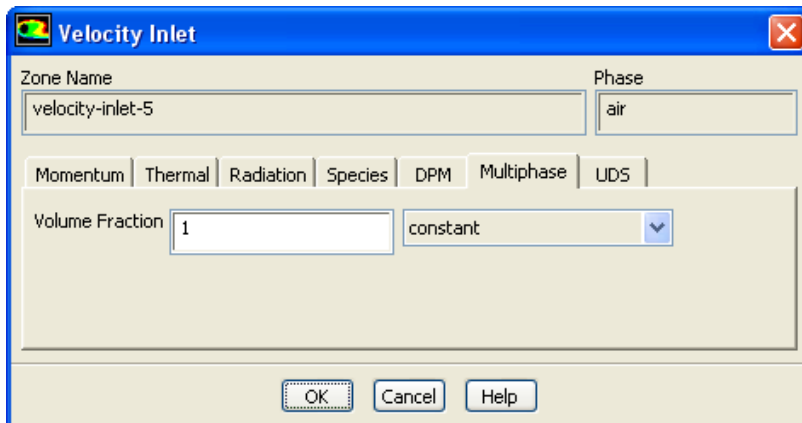 Velocity Inlet
Zone Name Phase
velocity-inlet-5 air
Momentum Thermal Radiation Species DPM Multiphase UDS
Volume Fraction 1 constant
OK Cancel Help